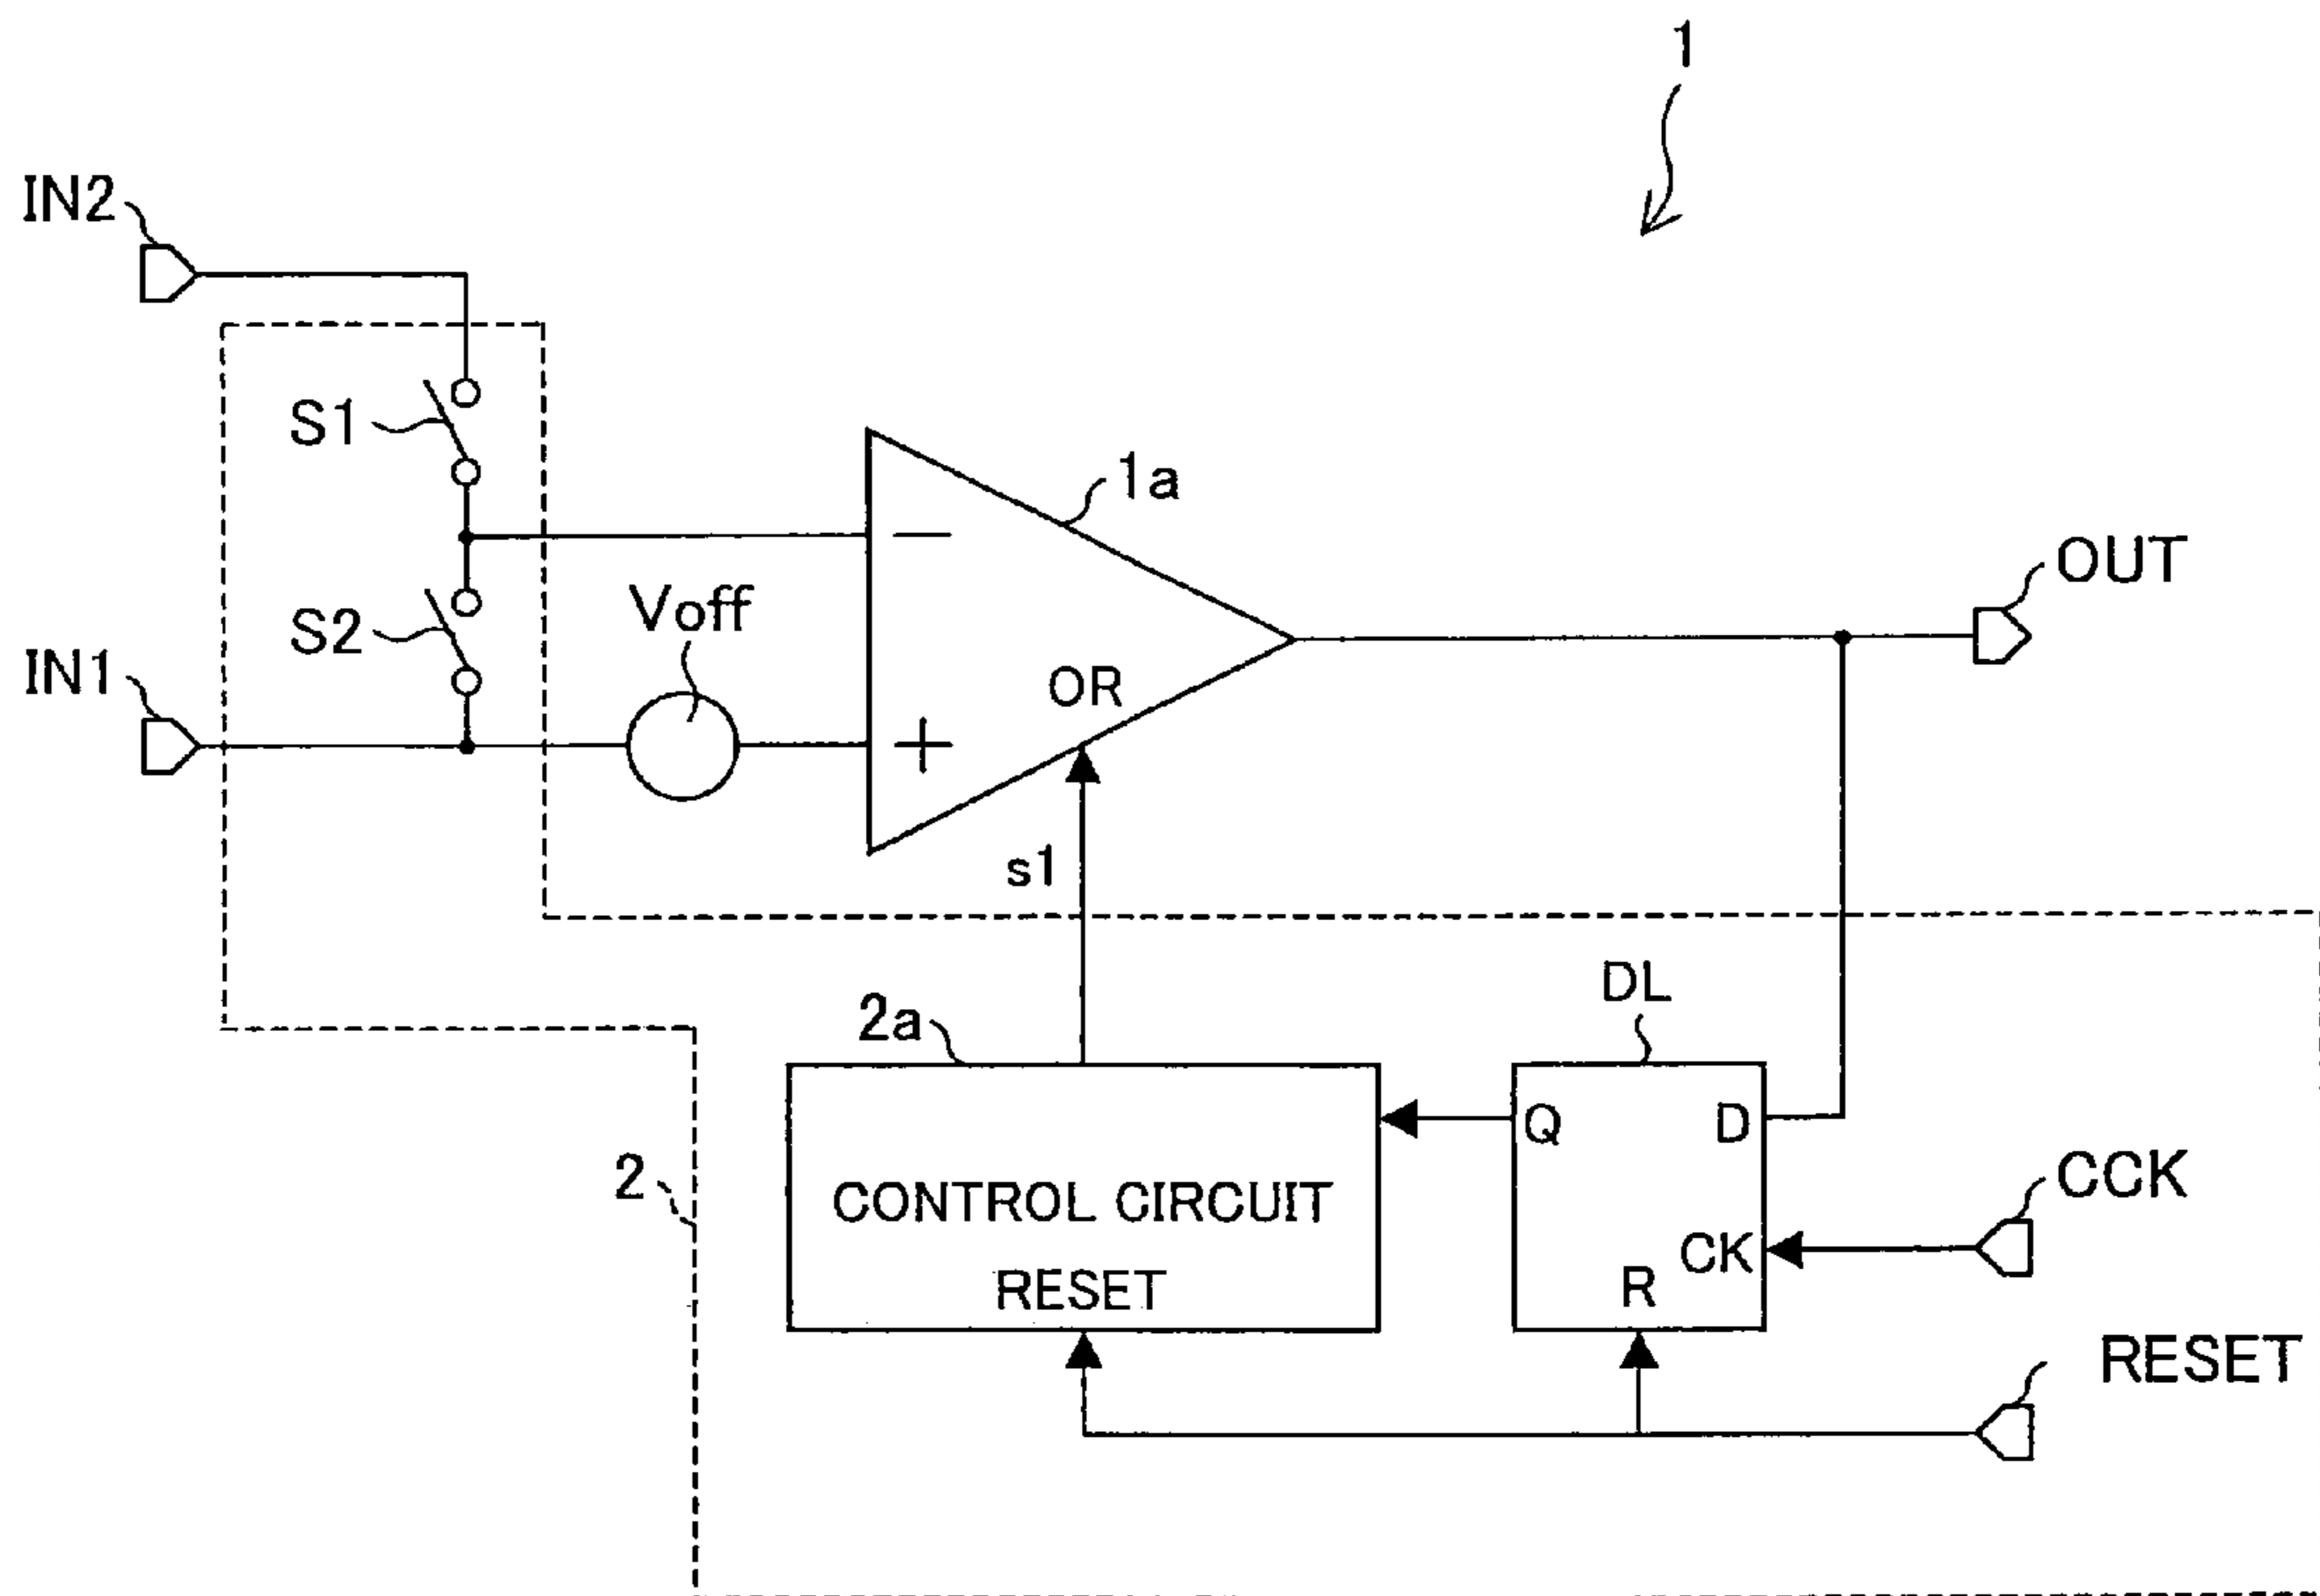 1
IN2
S1
1a
OUT
S2
Voff
IN1
−
OR
+
s1
DL
2a
Q
D
2
CONTROL CIRCUIT
CCK
CK
RESET
R
RESET